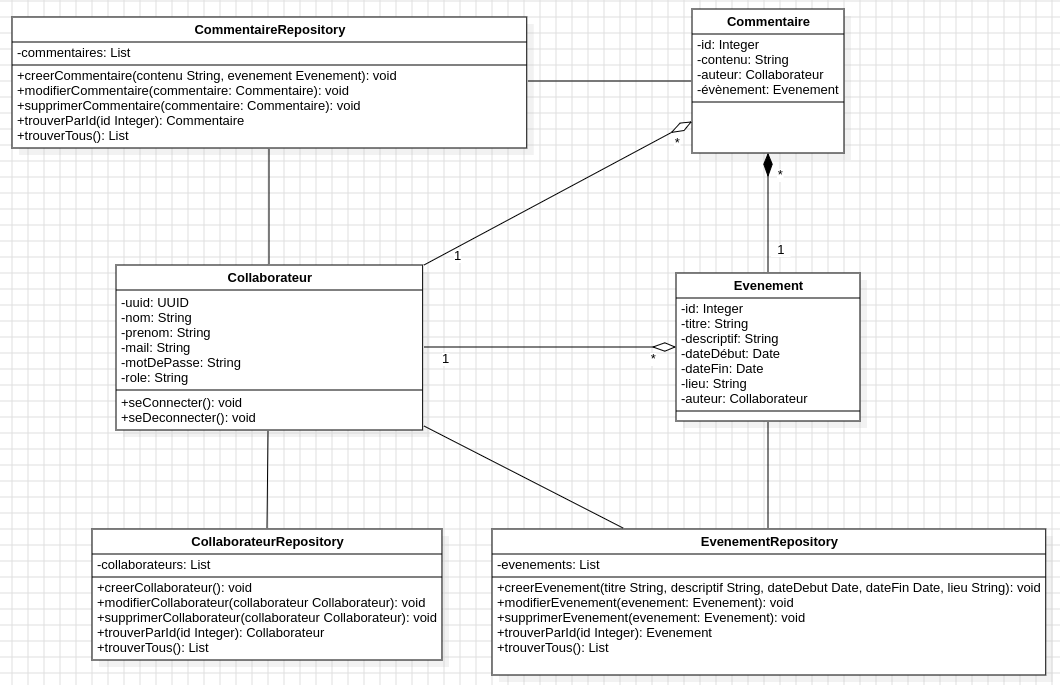 CommentaireRepository
-commentaires: List
+creerCommentaire(contenu String, evenement Evenement): void
+modifierCommentaire(commentaire: Commentaire): void
+supprimerCommentaire(commentaire: Commentaire): void
+trouverParId(id Integer): Commentaire
+trouverTous(): List
Commentaire
-id: Integer
-contenu: String
-auteur: Collaborateur
-évènement: Evenement
*
*
1
1
Collaborateur
-uuid: UUID
-nom: String
-prenom: String
-mail: String
-motDePasse: String
-role: String
+seConnecter(): void
+seDeconnecter(): void
1
*
Evenement
-id: Integer
-titre: String
-descriptif: String
-dateDébut: Date
-dateFin: Date
-lieu: String
-auteur: Collaborateur
CollaborateurRepository
-collaborateurs: List
+creerCollaborateur(): void
+modifierCollaborateur(collaborateur Collaborateur): void
+supprimerCollaborateur(collaborateur Collaborateur): void
+trouverParId(id Integer): Collaborateur
+trouverTous(): List
EvenementRepository
-evenements: List
+creerEvenement(titre String, descriptif String, dateDebut Date, dateFin Date, lieu String): void
+modifierEvenement(evenement: Evenement): void
+supprimerEvenement(evenement: Evenement): void
+trouverParId(id Integer): Evenement
+trouverTous(): List